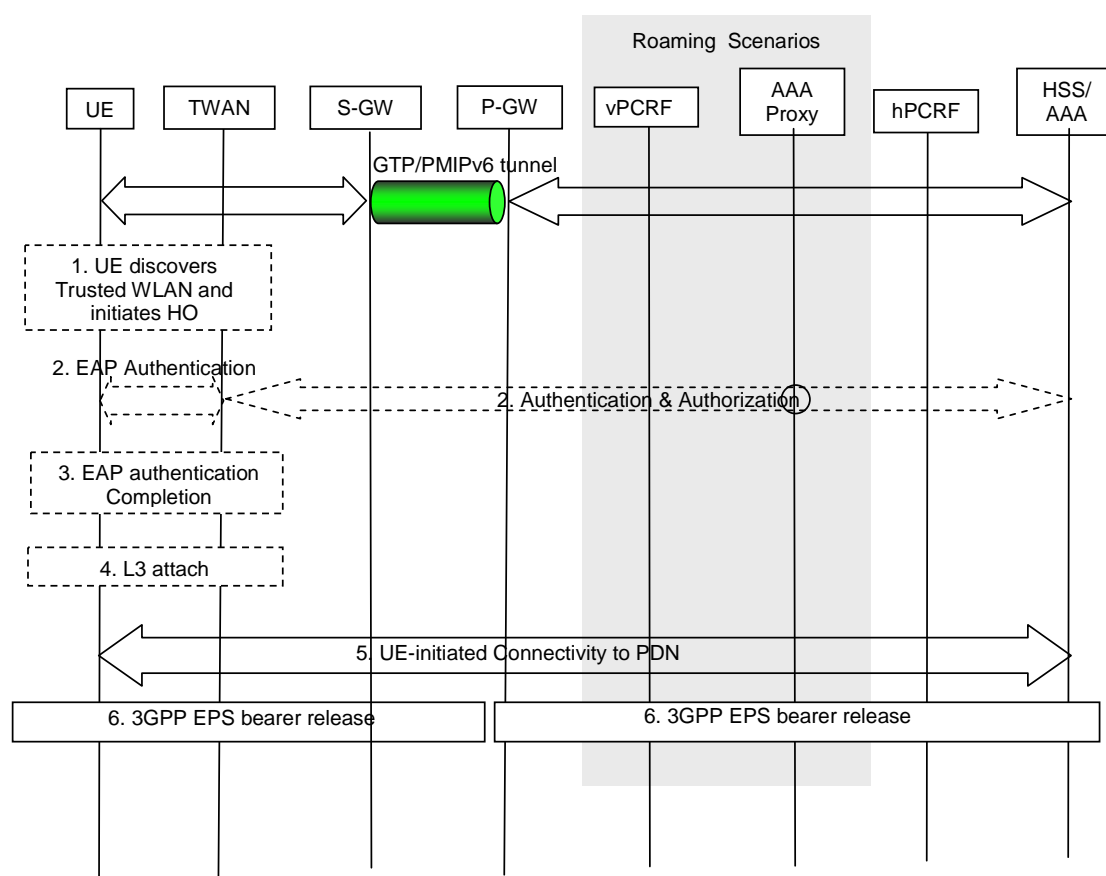 Roaming Scenarios
UE
TWAN
S-GW
P-GW
vPCRF
AAA
Proxy
hPCRF
HSS/
AAA
GTP/PMIPv6 tunnel
1. UE discovers
Trusted WLAN and
initiates HO
2. EAP Authentication
2. Authentication & Authorization
3. EAP authentication
Completion
4. L3 attach
5. UE-initiated Connectivity to PDN
6. 3GPP EPS bearer release
6. 3GPP EPS bearer release